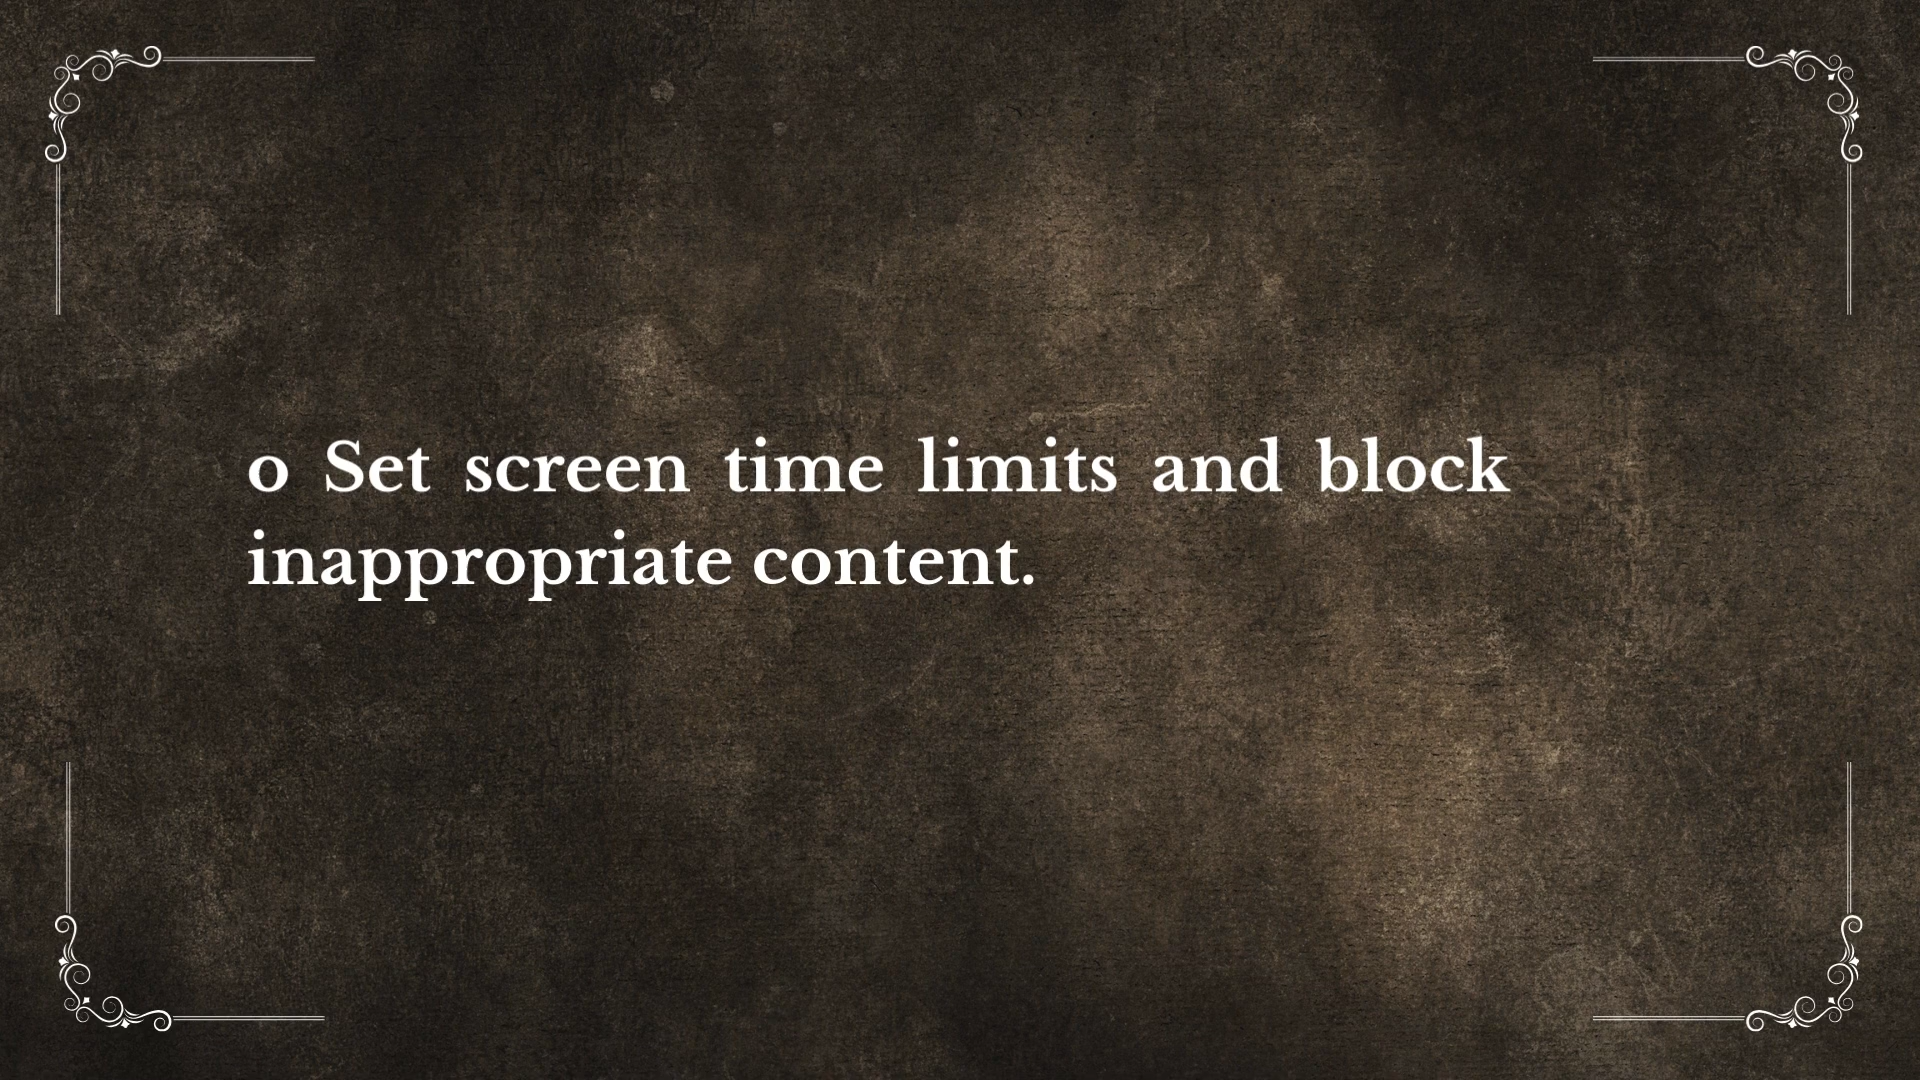 o Set screen time limits and block
inappropriate content.